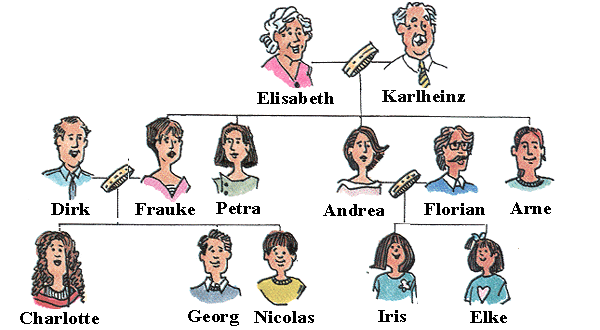 Elisabeth Karlheinz
Dirk Frauke Petra Andrea Florian Arne
Charlotte Georg Nicolas Iris Elke